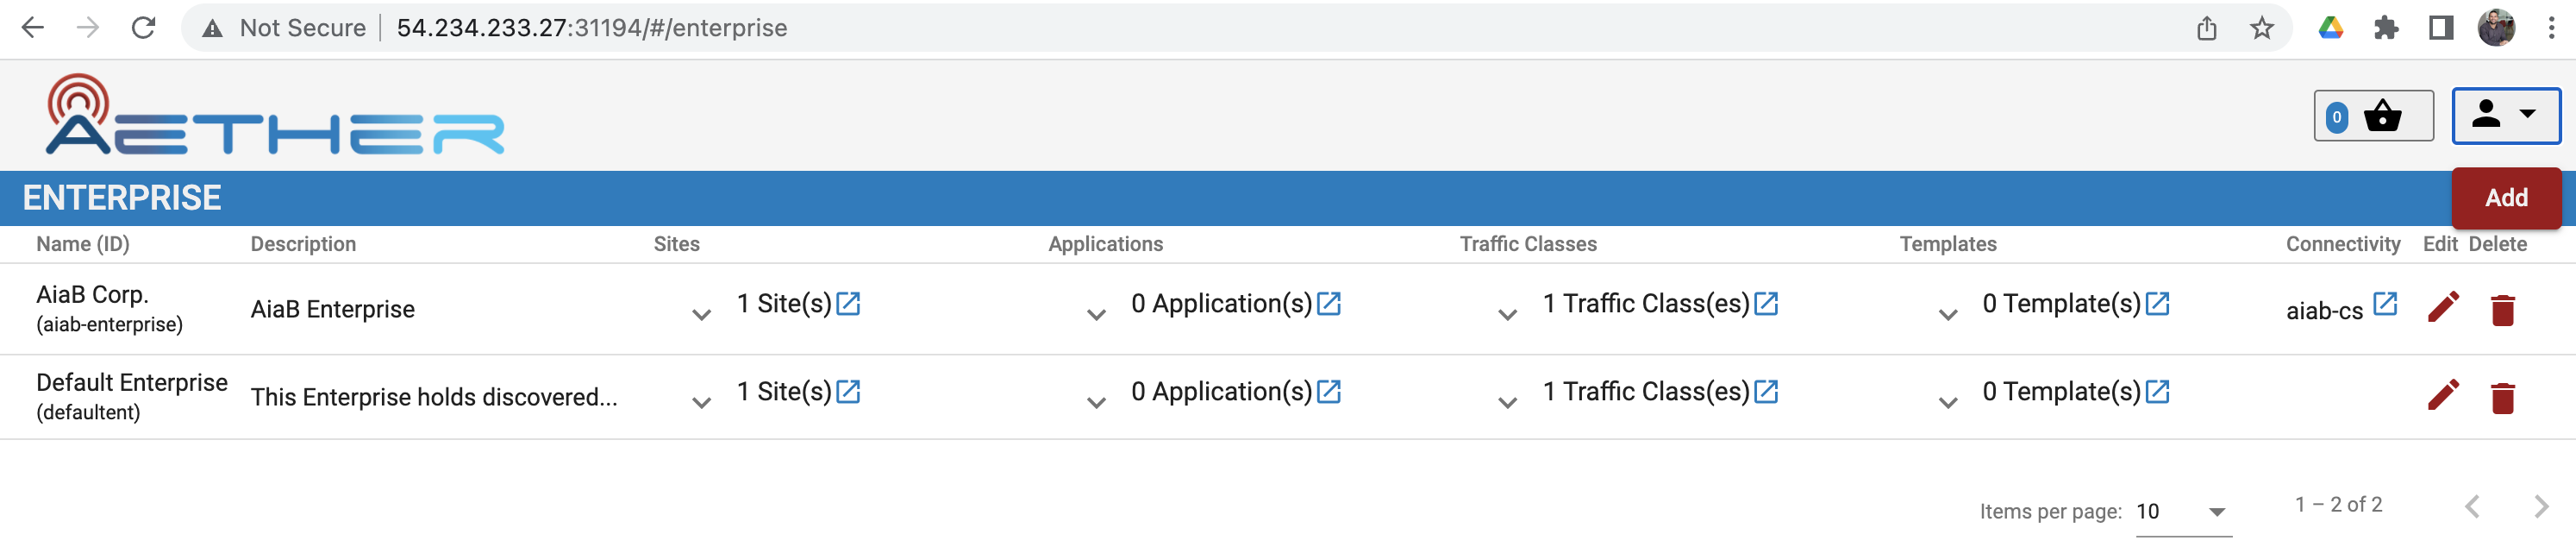 Not Secure | 54.234.233.27:31194/#/enterprise
AETHER
0
ENTERPRISE
Add
Name (ID) Description Sites Applications Traffic Classes Templates Connectivity Edit Delete
AiaB Corp.
(aiab-enterprise)
AiaB Enterprise
1 Site(s)
0 Application(s)
1 Traffic Class(es)
0 Template(s)
aiab-cs
Default Enterprise
(defaultent)
This Enterprise holds discovered...
1 Site(s)
0 Application(s)
1 Traffic Class(es)
0 Template(s)
Items per page: 10
1 – 2 of 2